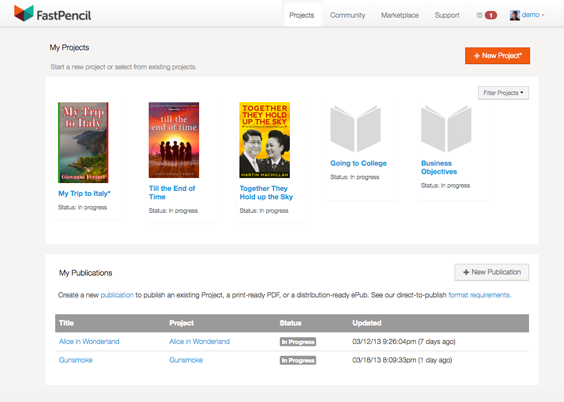 FastPencil
Projects Community Marketplace Support 1 demo
My Projects
Start a new project or select from existing projects.
+ New Project*
Filter Projects
My Trip
to Italy
till the
end of time
TOGETHER
THEY HOLD
UP THE SKY
MARTIN MACMILLAN
My Trip to Italy*
Status: In progress
Till the End of
Time
Status: In progress
Together They
Hold up the Sky
Status: In progress
Going to College
Status: In progress
Business
Objectives
Status: In progress
My Publications
+ New Publication
Create a new publication to publish an existing Project, a print-ready PDF, or a distribution-ready ePub. See our direct-to-publish format requirements.
Title Project Status Updated
Alice in Wonderland Alice in Wonderland In Progress 03/12/13 9:26:04pm (7 days ago)
Gunsmoke Gunsmoke In Progress 03/18/13 8:09:33pm (1 day ago)